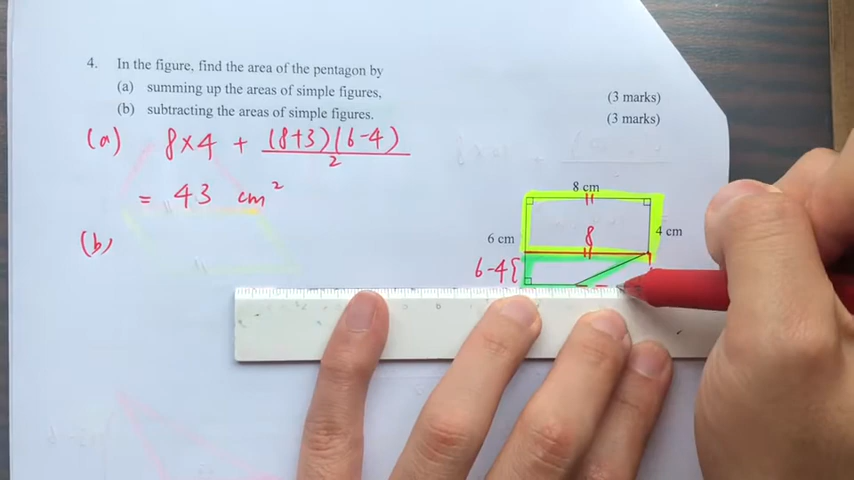 4. In the figure, find the area of the pentagon by
(a) summing up the areas of simple figures, (3 marks)
(b) subtracting the areas of simple figures. (3 marks)
(a) 8×4 + (8+3)(6-4)/2
= 43 cm²
(b)
8 cm
6 cm
8
4 cm
6-4{